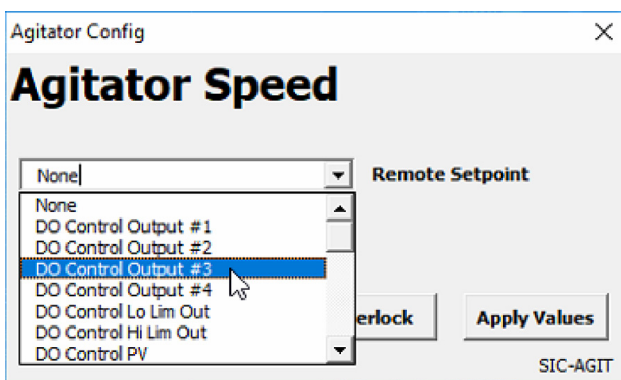 Agitator Config
Agitator Speed
None
Remote Setpoint
None
DO Control Output #1
DO Control Output #2
DO Control Output #3
DO Control Output #4
DO Control Lo Lim Out
DO Control Hi Lim Out
DO Control PV
erlock
Apply Values
SIC-AGIT